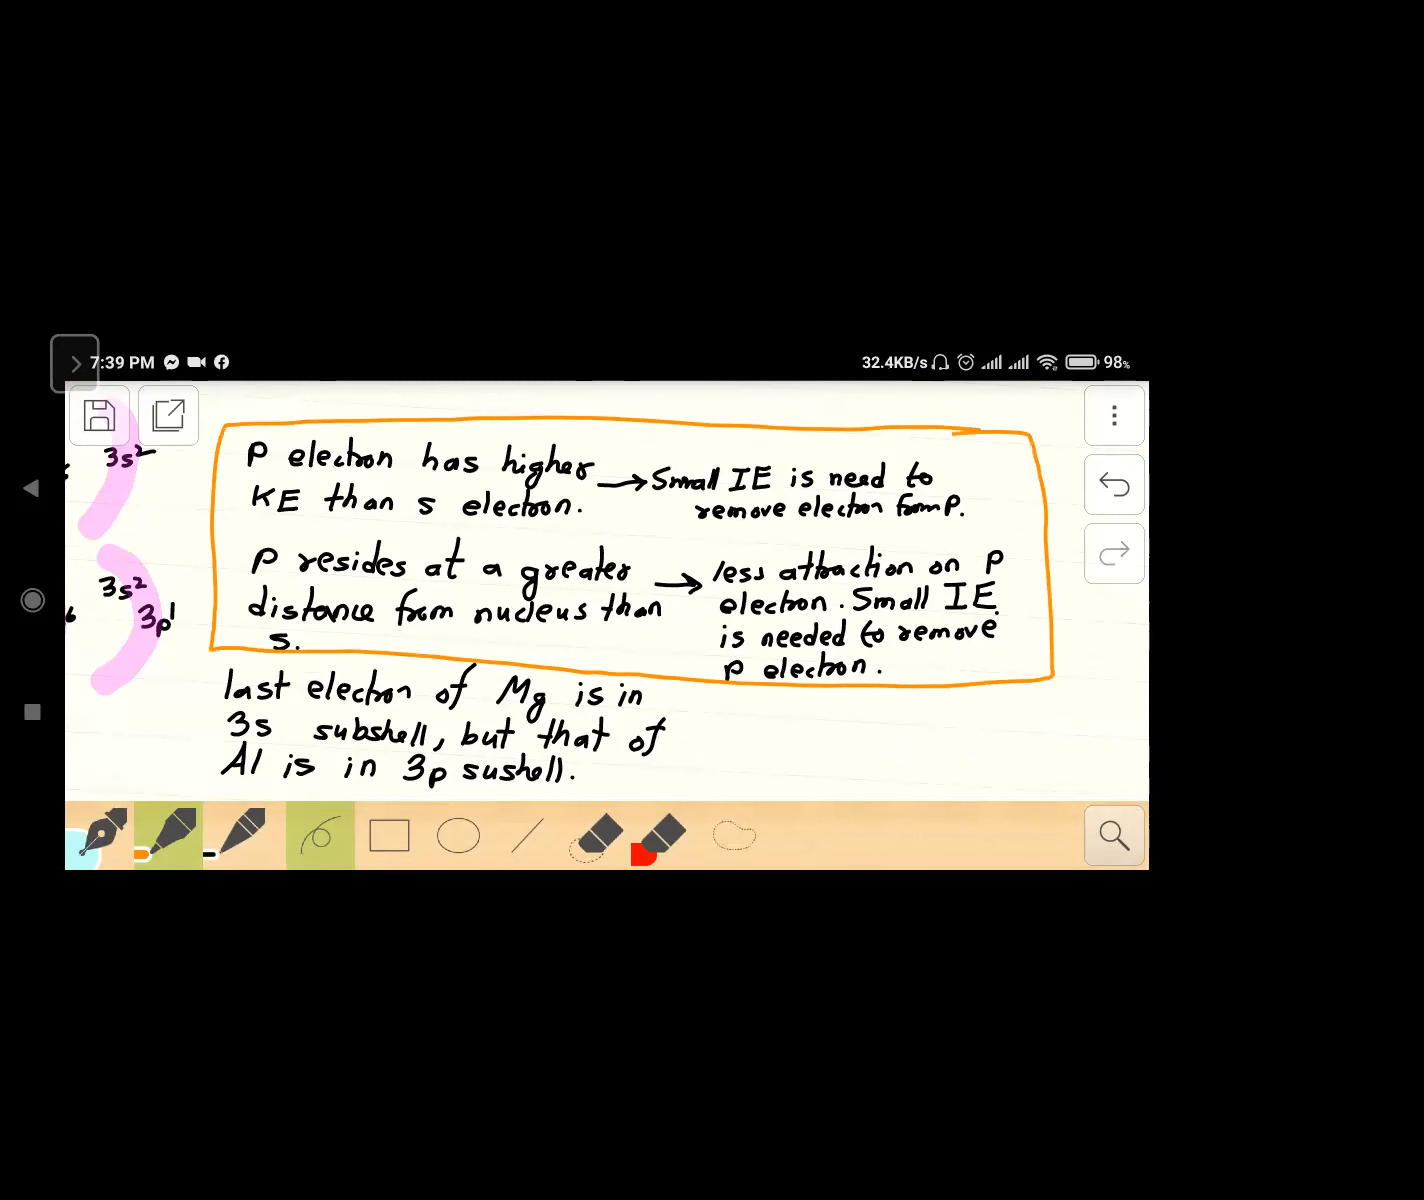 7:39 PM
32.4KB/s 98%
3s²
3s²
3p¹
P electron has higher
KE than s electron.
→ Small IE is need to
remove electron from P.
P resides at a greater
distance from nucleus than
s.
→ less attraction on P
electron. Small IE
is needed to remove
P electron.
last electron of Mg is in
3s subshell, but that of
Al is in 3p sushell.